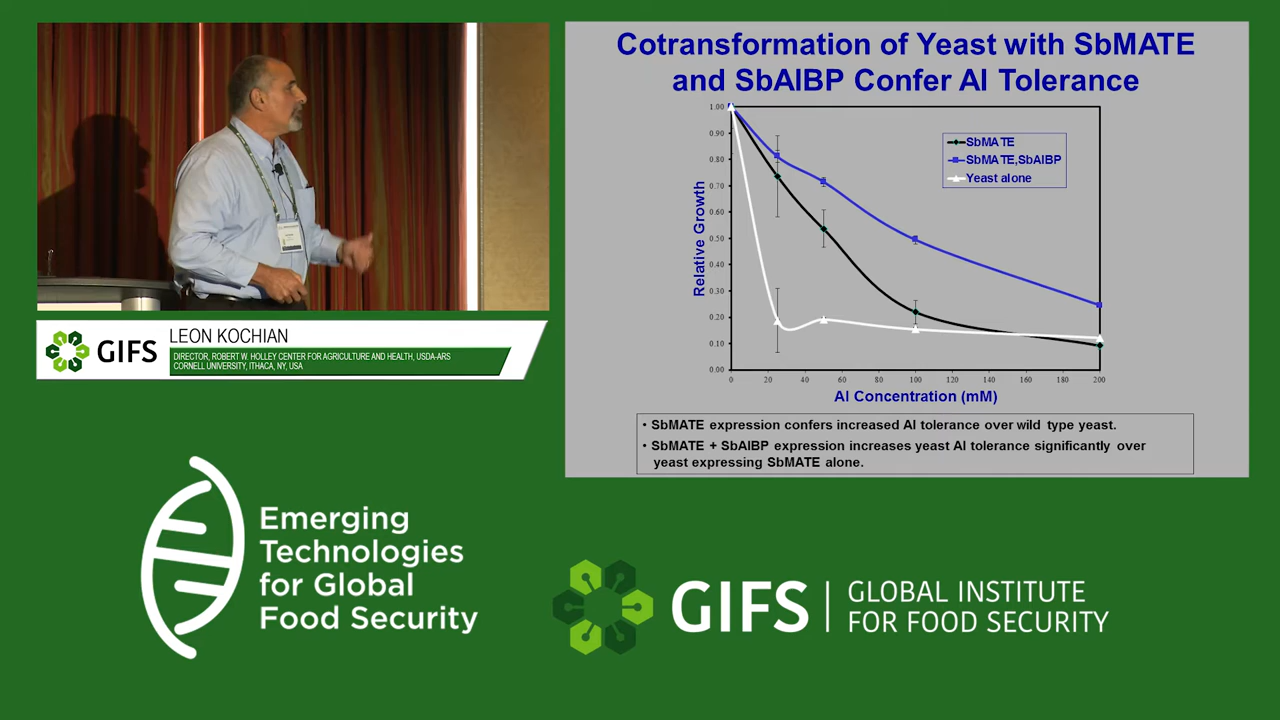 Cotransformation of Yeast with SbMATE
and SbAlBP Confer Al Tolerance
1.00
0.90
0.80
0.70
0.60
0.50
0.40
0.30
0.20
0.10
0.00
Relative Growth
SbMATE
SbMATE,SbAlBP
Yeast alone
0
20
40
60
80
100
120
140
160
180
200
Al Concentration (mM)
• SbMATE expression confers increased Al tolerance over wild type yeast.
• SbMATE + SbAlBP expression increases yeast Al tolerance significantly over
yeast expressing SbMATE alone.
GIFS
LEON KOCHIAN
DIRECTOR, ROBERT W. HOLLEY CENTER FOR AGRICULTURE AND HEALTH, USDA-ARS
CORNELL UNIVERSITY, ITHACA, NY, USA
Emerging
Technologies
for Global
Food Security
GIFS
GLOBAL INSTITUTE
FOR FOOD SECURITY